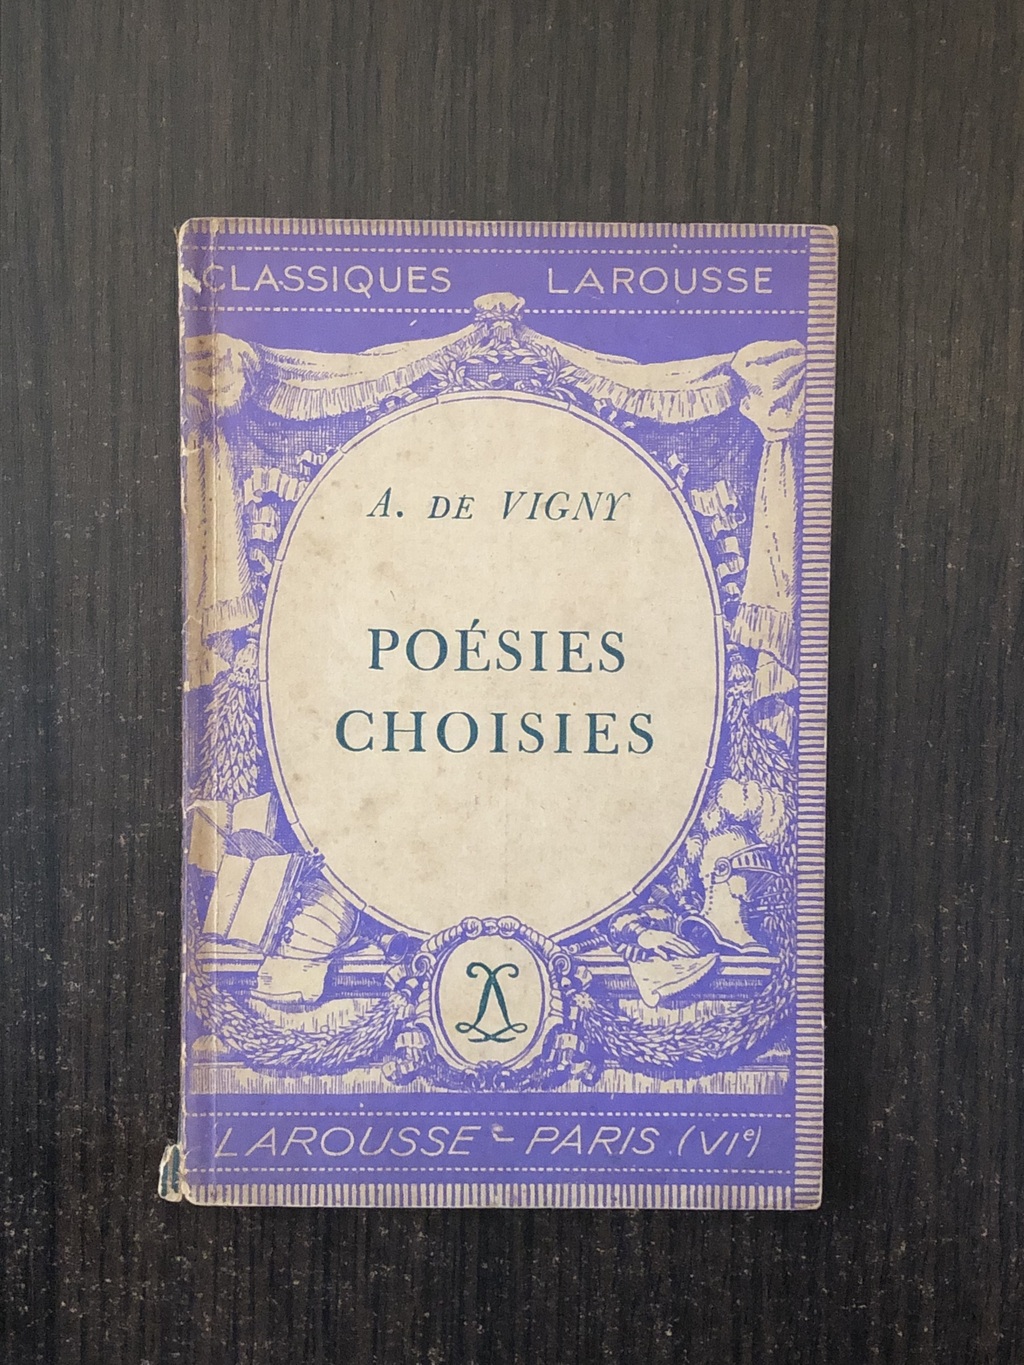 CLASSIQUES LAROUSSE
A. DE VIGNY
POÉSIES
CHOISIES
L
LAROUSSE - PARIS (VIᵉ)